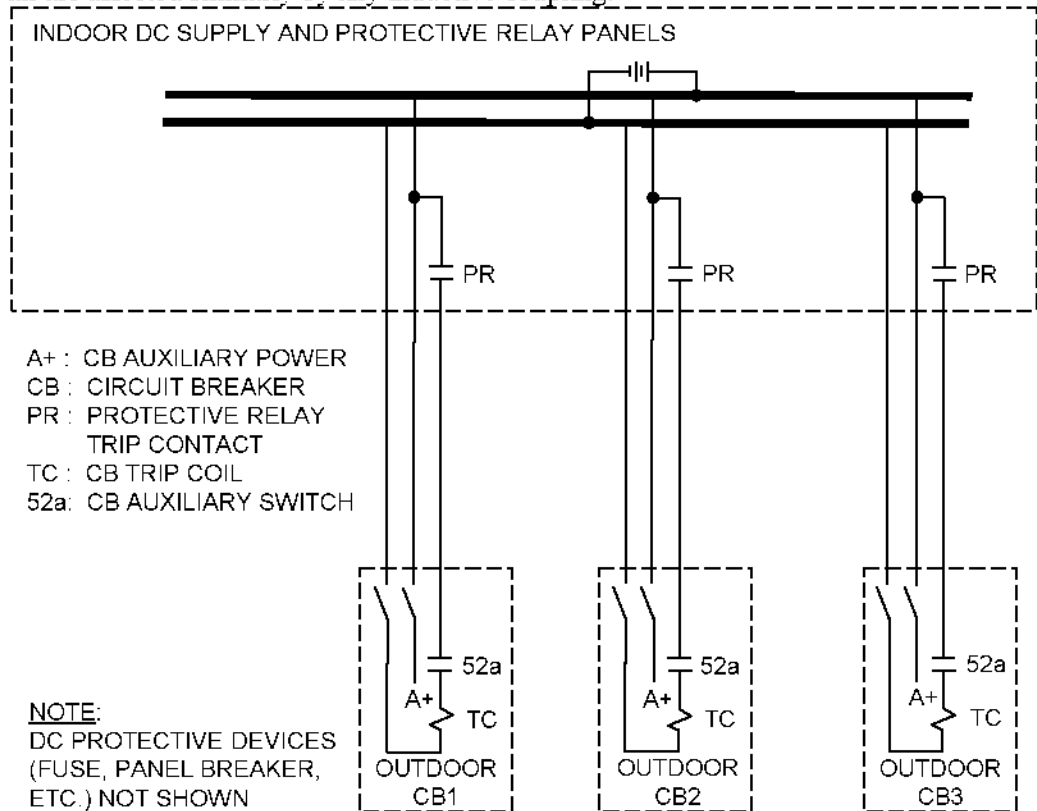 INDOOR DC SUPPLY AND PROTECTIVE RELAY PANELS
PR
PR
PR
A+ : CB AUXILIARY POWER
CB : CIRCUIT BREAKER
PR : PROTECTIVE RELAY
TRIP CONTACT
TC : CB TRIP COIL
52a: CB AUXILIARY SWITCH
52a
52a
52a
A+
A+
A+
TC
TC
TC
NOTE:
DC PROTECTIVE DEVICES
(FUSE, PANEL BREAKER,
ETC.) NOT SHOWN
OUTDOOR
CB1
OUTDOOR
CB2
OUTDOOR
CB3